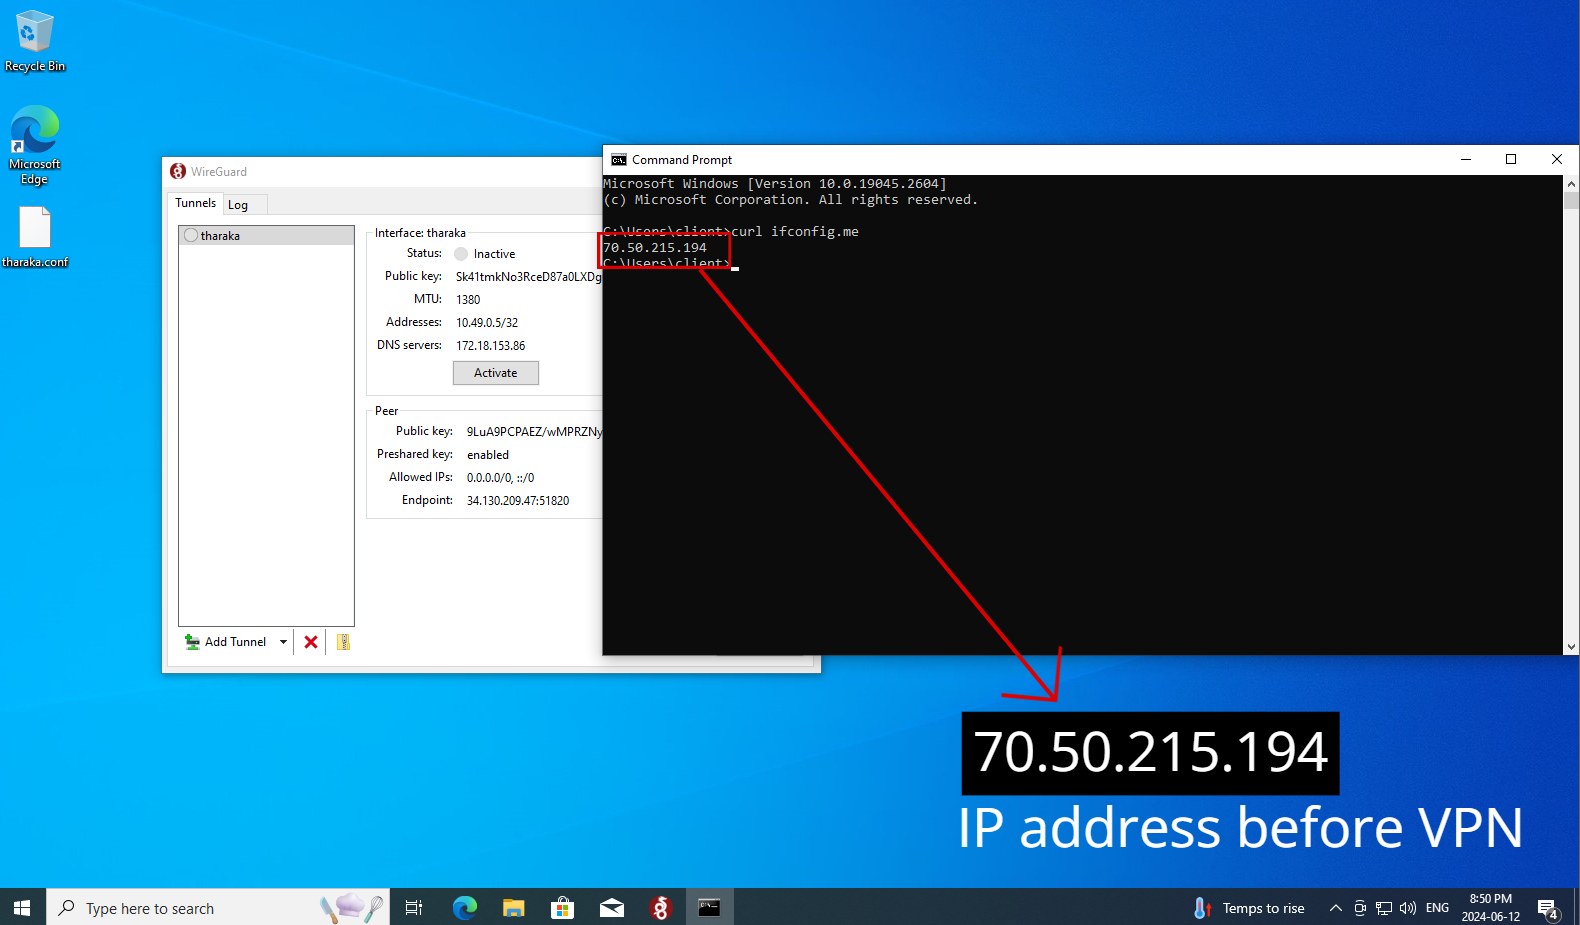 Recycle Bin
Microsoft
Edge
tharaka.conf
WireGuard
Tunnels
Log
tharaka
Interface: tharaka
Status: Inactive
Public key: Sk41tmkNo3RceD87a0LXDg
MTU: 1380
Addresses: 10.49.0.5/32
DNS servers: 172.18.153.86
Activate
Peer
Public key: 9LuA9PCPAEZ/wMPRZNy
Preshared key: enabled
Allowed IPs: 0.0.0.0/0, ::/0
Endpoint: 34.130.209.47:51820
Add Tunnel
Command Prompt
Microsoft Windows [Version 10.0.19045.2604]
(c) Microsoft Corporation. All rights reserved.
C:\Users\client>curl ifconfig.me
70.50.215.194
C:\Users\client>
70.50.215.194
IP address before VPN
Type here to search
Temps to rise
ENG
8:50 PM
2024-06-12
4